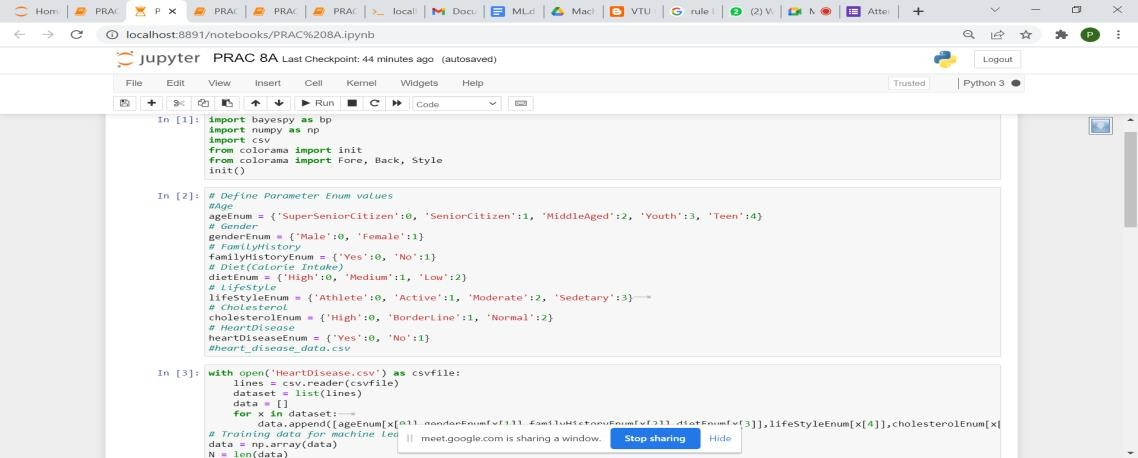 Hom PRAC P PRAC PRAC PRAC locall Docu ML.d Mach VTU rule l (2) W M Atte
localhost:8891/notebooks/PRAC%208A.ipynb P
jupyter PRAC 8A Last Checkpoint: 44 minutes ago (autosaved) Logout
File Edit View Insert Cell Kernel Widgets Help Trusted Python 3
Run Code
In [1]: import bayespy as bp
import numpy as np
import csv
from colorama import init
from colorama import Fore, Back, Style
init()
In [2]: # Define Parameter Enum values
#Age
ageEnum = {'SuperSeniorCitizen':0, 'SeniorCitizen':1, 'MiddleAged':2, 'Youth':3, 'Teen':4}
# Gender
genderEnum = {'Male':0, 'Female':1}
# FamilyHistory
familyHistoryEnum = {'Yes':0, 'No':1}
# Diet(Calorie Intake)
dietEnum = {'High':0, 'Medium':1, 'Low':2}
# LifeStyle
lifeStyleEnum = {'Athlete':0, 'Active':1, 'Moderate':2, 'Sedetary':3}
# Cholesterol
cholesterolEnum = {'High':0, 'BorderLine':1, 'Normal':2}
# HeartDisease
heartDiseaseEnum = {'Yes':0, 'No':1}
#heart_disease_data.csv
In [3]: with open('HeartDisease.csv') as csvfile:
lines = csv.reader(csvfile)
dataset = list(lines)
data = []
for x in dataset:
data.append([ageEnum[x[0]],genderEnum[x[1]],familyHistoryEnum[x[2]],dietEnum[x[3]],lifeStyleEnum[x[4]],cholesterolEnum[x[
# Training data for machine lea
data = np.array(data)
N = len(data)
meet.google.com is sharing a window. Stop sharing Hide